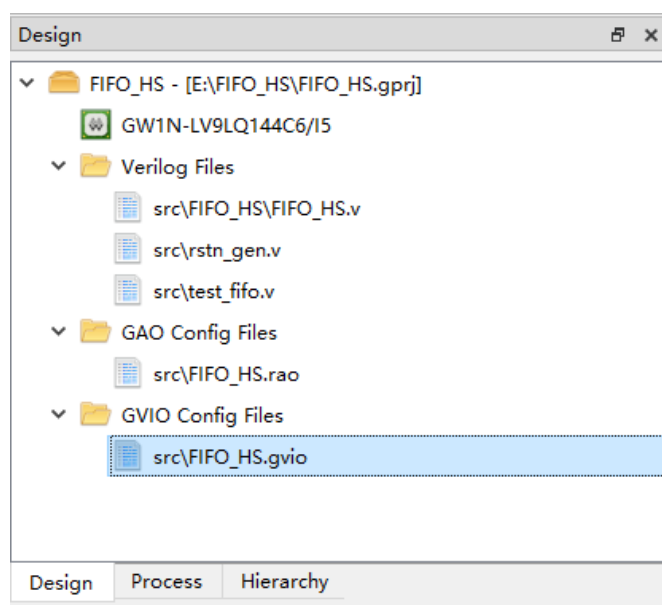 Design
FIFO_HS - [E:\FIFO_HS\FIFO_HS.gprj]
GW1N-LV9LQ144C6/I5
Verilog Files
src\FIFO_HS\FIFO_HS.v
src\rstn_gen.v
src\test_fifo.v
GAO Config Files
src\FIFO_HS.rao
GVIO Config Files
src\FIFO_HS.gvio
Design Process Hierarchy